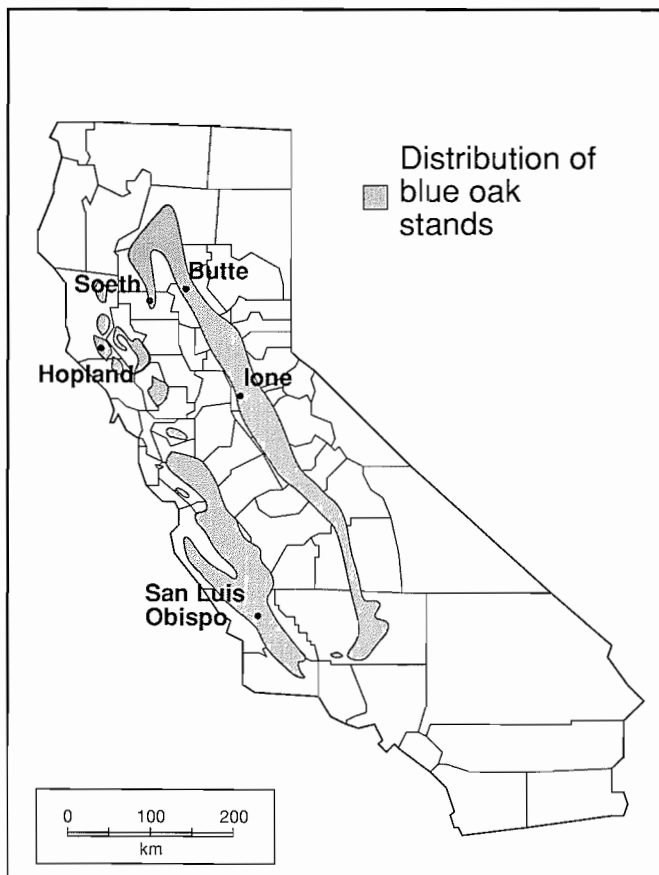 Distribution of
blue oak
stands
Soeth
Butte
Hopland
Ione
San Luis
Obispo
0 100 200
km